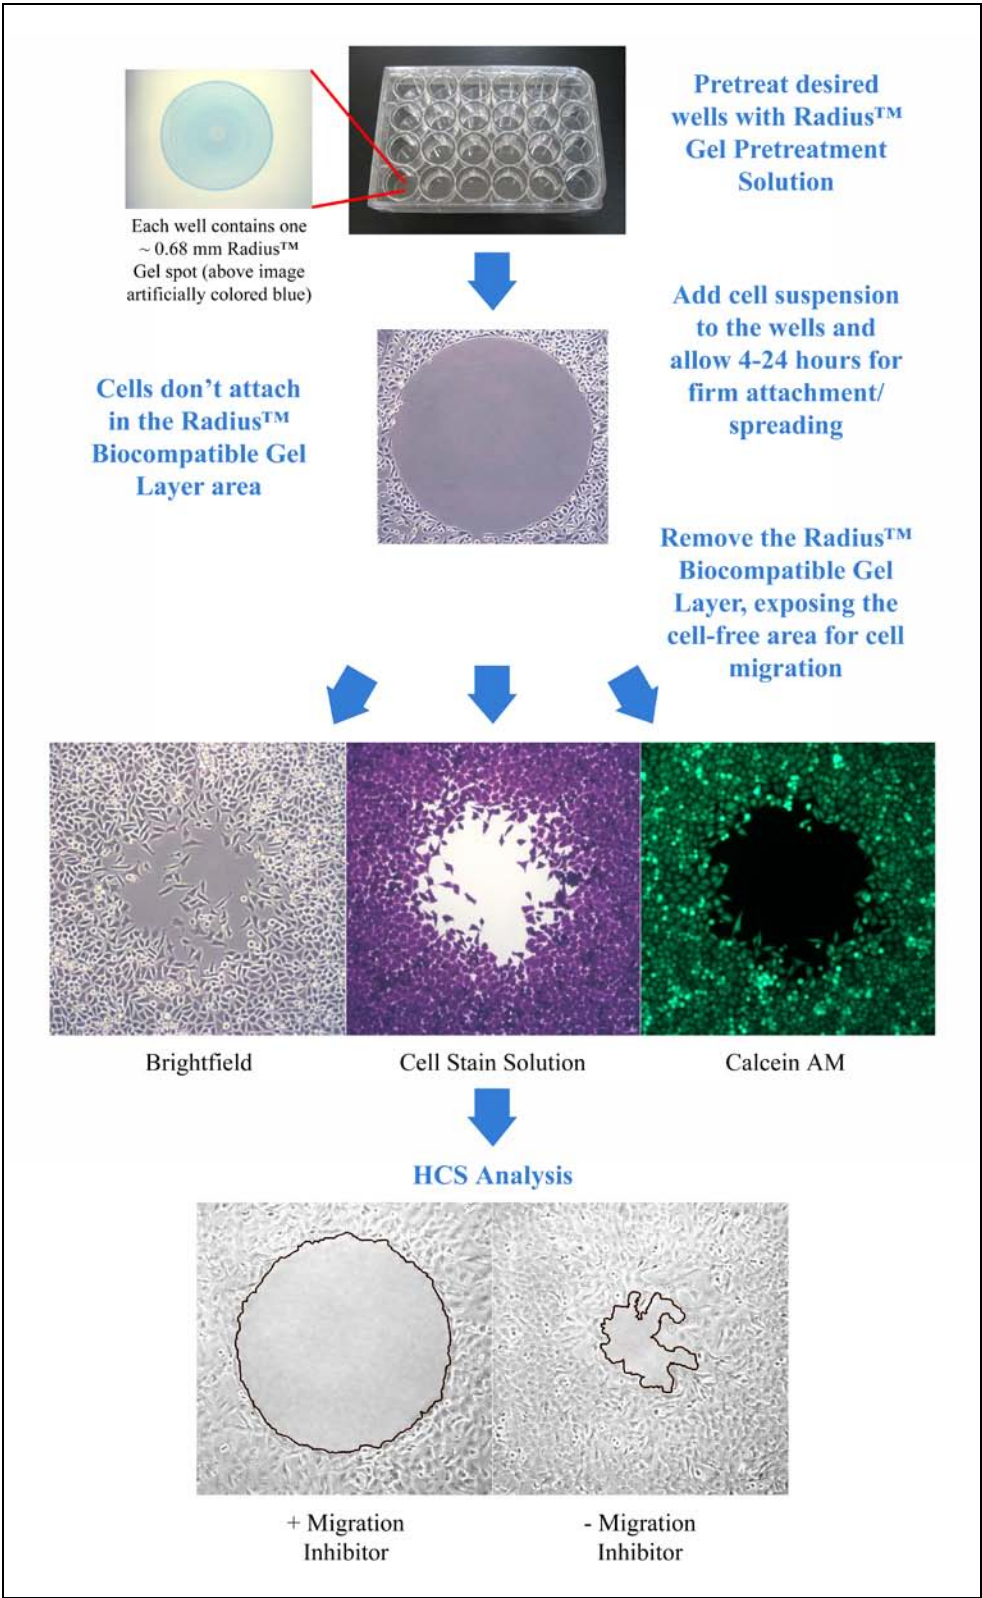 Pretreat desired
wells with Radius™
Gel Pretreatment
Solution
Each well contains one
~ 0.68 mm Radius™
Gel spot (above image
artificially colored blue)
Add cell suspension
to the wells and
allow 4-24 hours for
firm attachment/
spreading
Cells don’t attach
in the Radius™
Biocompatible Gel
Layer area
Remove the Radius™
Biocompatible Gel
Layer, exposing the
cell-free area for cell
migration
Brightfield
Cell Stain Solution
Calcein AM
HCS Analysis
+ Migration
Inhibitor
- Migration
Inhibitor